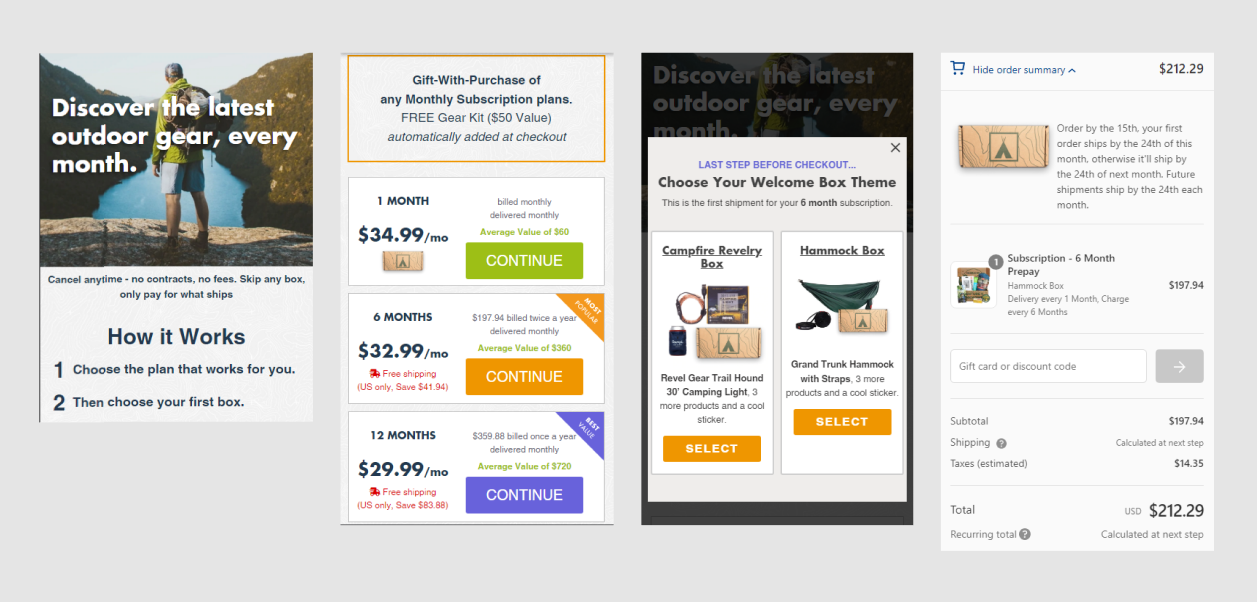 Discover the latest
outdoor gear, every
month.
Cancel anytime - no contracts, no fees. Skip any box,
only pay for what ships
How it Works
1 Choose the plan that works for you.
2 Then choose your first box.
Gift-With-Purchase of
any Monthly Subscription plans.
FREE Gear Kit ($50 Value)
automatically added at checkout
1 MONTH
$34.99/mo
billed monthly
delivered monthly
Average Value of $60
CONTINUE
MOST
POPULAR
6 MONTHS
$32.99/mo
Free shipping
(US only, Save $41.94)
$197.94 billed twice a year
delivered monthly
Average Value of $360
CONTINUE
BEST
VALUE
12 MONTHS
$29.99/mo
Free shipping
(US only, Save $83.88)
$359.88 billed once a year
delivered monthly
Average Value of $720
CONTINUE
Discover the latest
outdoor gear, every
month.
LAST STEP BEFORE CHECKOUT...
Choose Your Welcome Box Theme
This is the first shipment for your 6 month subscription.
Campfire Revelry
Box
Revel Gear Trail Hound
30' Camping Light, 3
more products and a cool
sticker.
SELECT
Hammock Box
Grand Trunk Hammock
with Straps, 3 more
products and a cool sticker.
SELECT
Hide order summary
$212.29
Order by the 15th, your first
order ships by the 24th of this
month, otherwise it'll ship by
the 24th of next month. Future
shipments ship by the 24th each
month.
1
Subscription - 6 Month
Prepay
Hammock Box
Delivery every 1 Month, Charge
every 6 Months
$197.94
Gift card or discount code
Subtotal $197.94
Shipping ? Calculated at next step
Taxes (estimated) $14.35
Total USD $212.29
Recurring total ? Calculated at next step